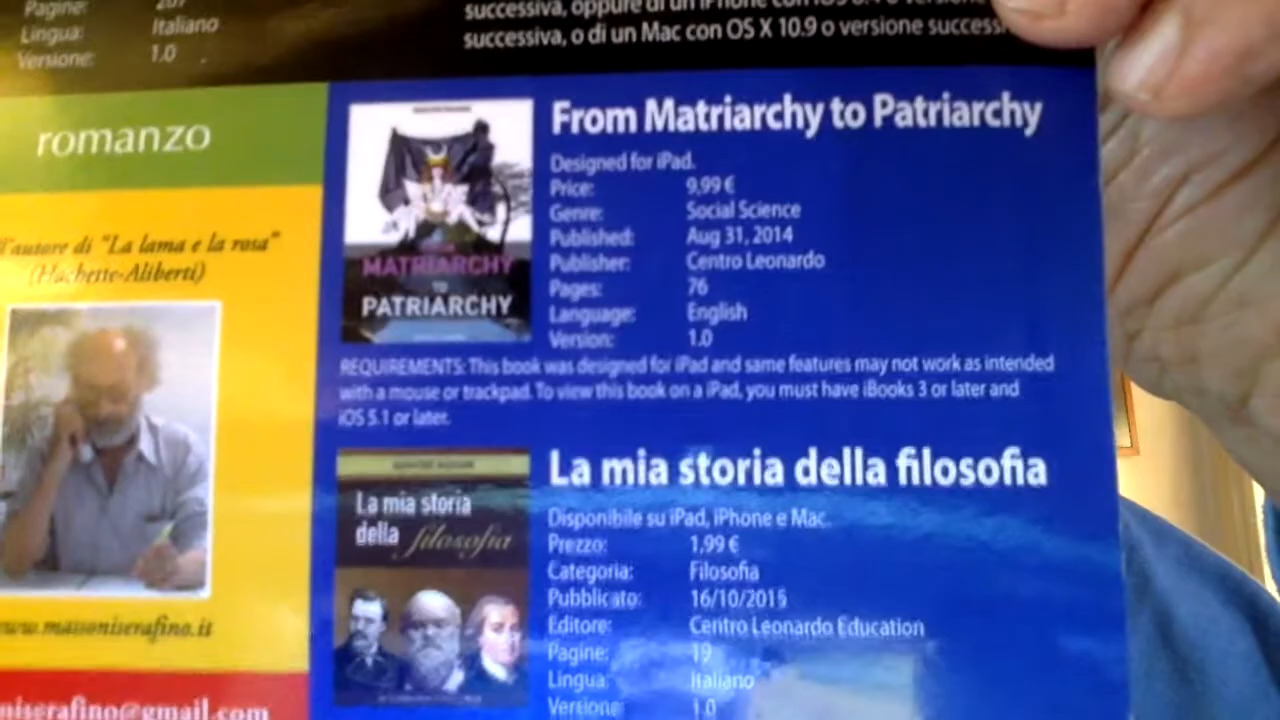 Pagine: 207
Lingua: Italiano
Versione: 1.0
successiva, oppure di un iPhone con iOS
successiva, o di un Mac con OS X 10.9 o versione success
romanzo
l'autore di "La lama e la rosa"
(Hachette-Aliberti)
www.massoniserafino.it
niserafino@gmail.com
MATRIARCHY
TO
PATRIARCHY
From Matriarchy to Patriarchy
Designed for iPad.
Price: 9,99 €
Genre: Social Science
Published: Aug 31, 2014
Publisher: Centro Leonardo
Pages: 76
Language: English
Version: 1.0
REQUIREMENTS: This book was designed for iPad and same features may not work as intended
with a mouse or trackpad. To view this book on a iPad, you must have iBooks 3 or later and
iOS 5.1 or later.
La mia storia
della filosofia
La mia storia della filosofia
Disponibile su iPad, iPhone e Mac.
Prezzo: 1,99 €
Categoria: Filosofia
Pubblicato: 16/10/2015
Editore: Centro Leonardo Education
Pagine: 19
Lingua: Italiano
Versione: 1.0